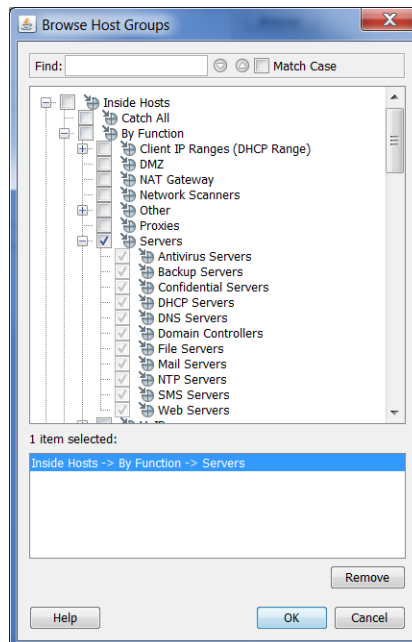 Browse Host Groups
Find:
Match Case
Inside Hosts
Catch All
By Function
Client IP Ranges (DHCP Range)
DMZ
NAT Gateway
Network Scanners
Other
Proxies
Servers
Antivirus Servers
Backup Servers
Confidential Servers
DHCP Servers
DNS Servers
Domain Controllers
File Servers
Mail Servers
NTP Servers
SMS Servers
Web Servers
1 item selected:
Inside Hosts -> By Function -> Servers
Remove
Help
OK
Cancel